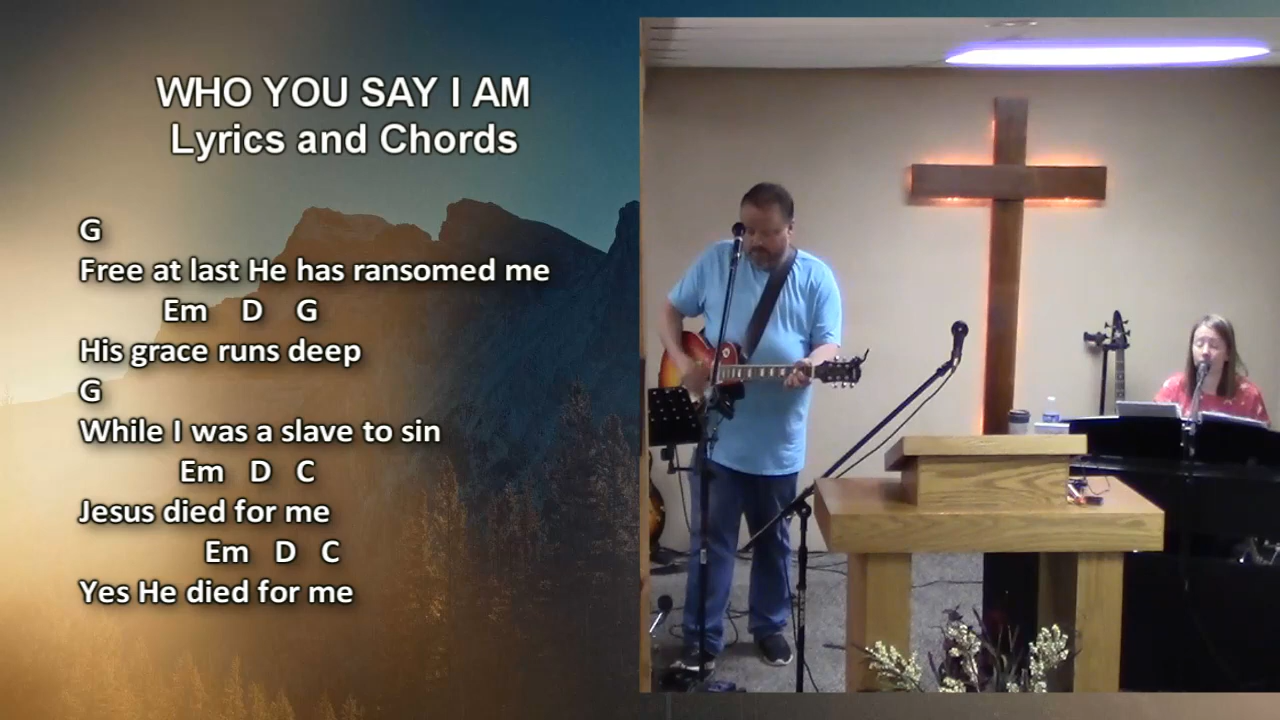 WHO YOU SAY I AM
Lyrics and Chords
G
Free at last He has ransomed me
Em D G
His grace runs deep
G
While I was a slave to sin
Em D C
Jesus died for me
Em D C
Yes He died for me